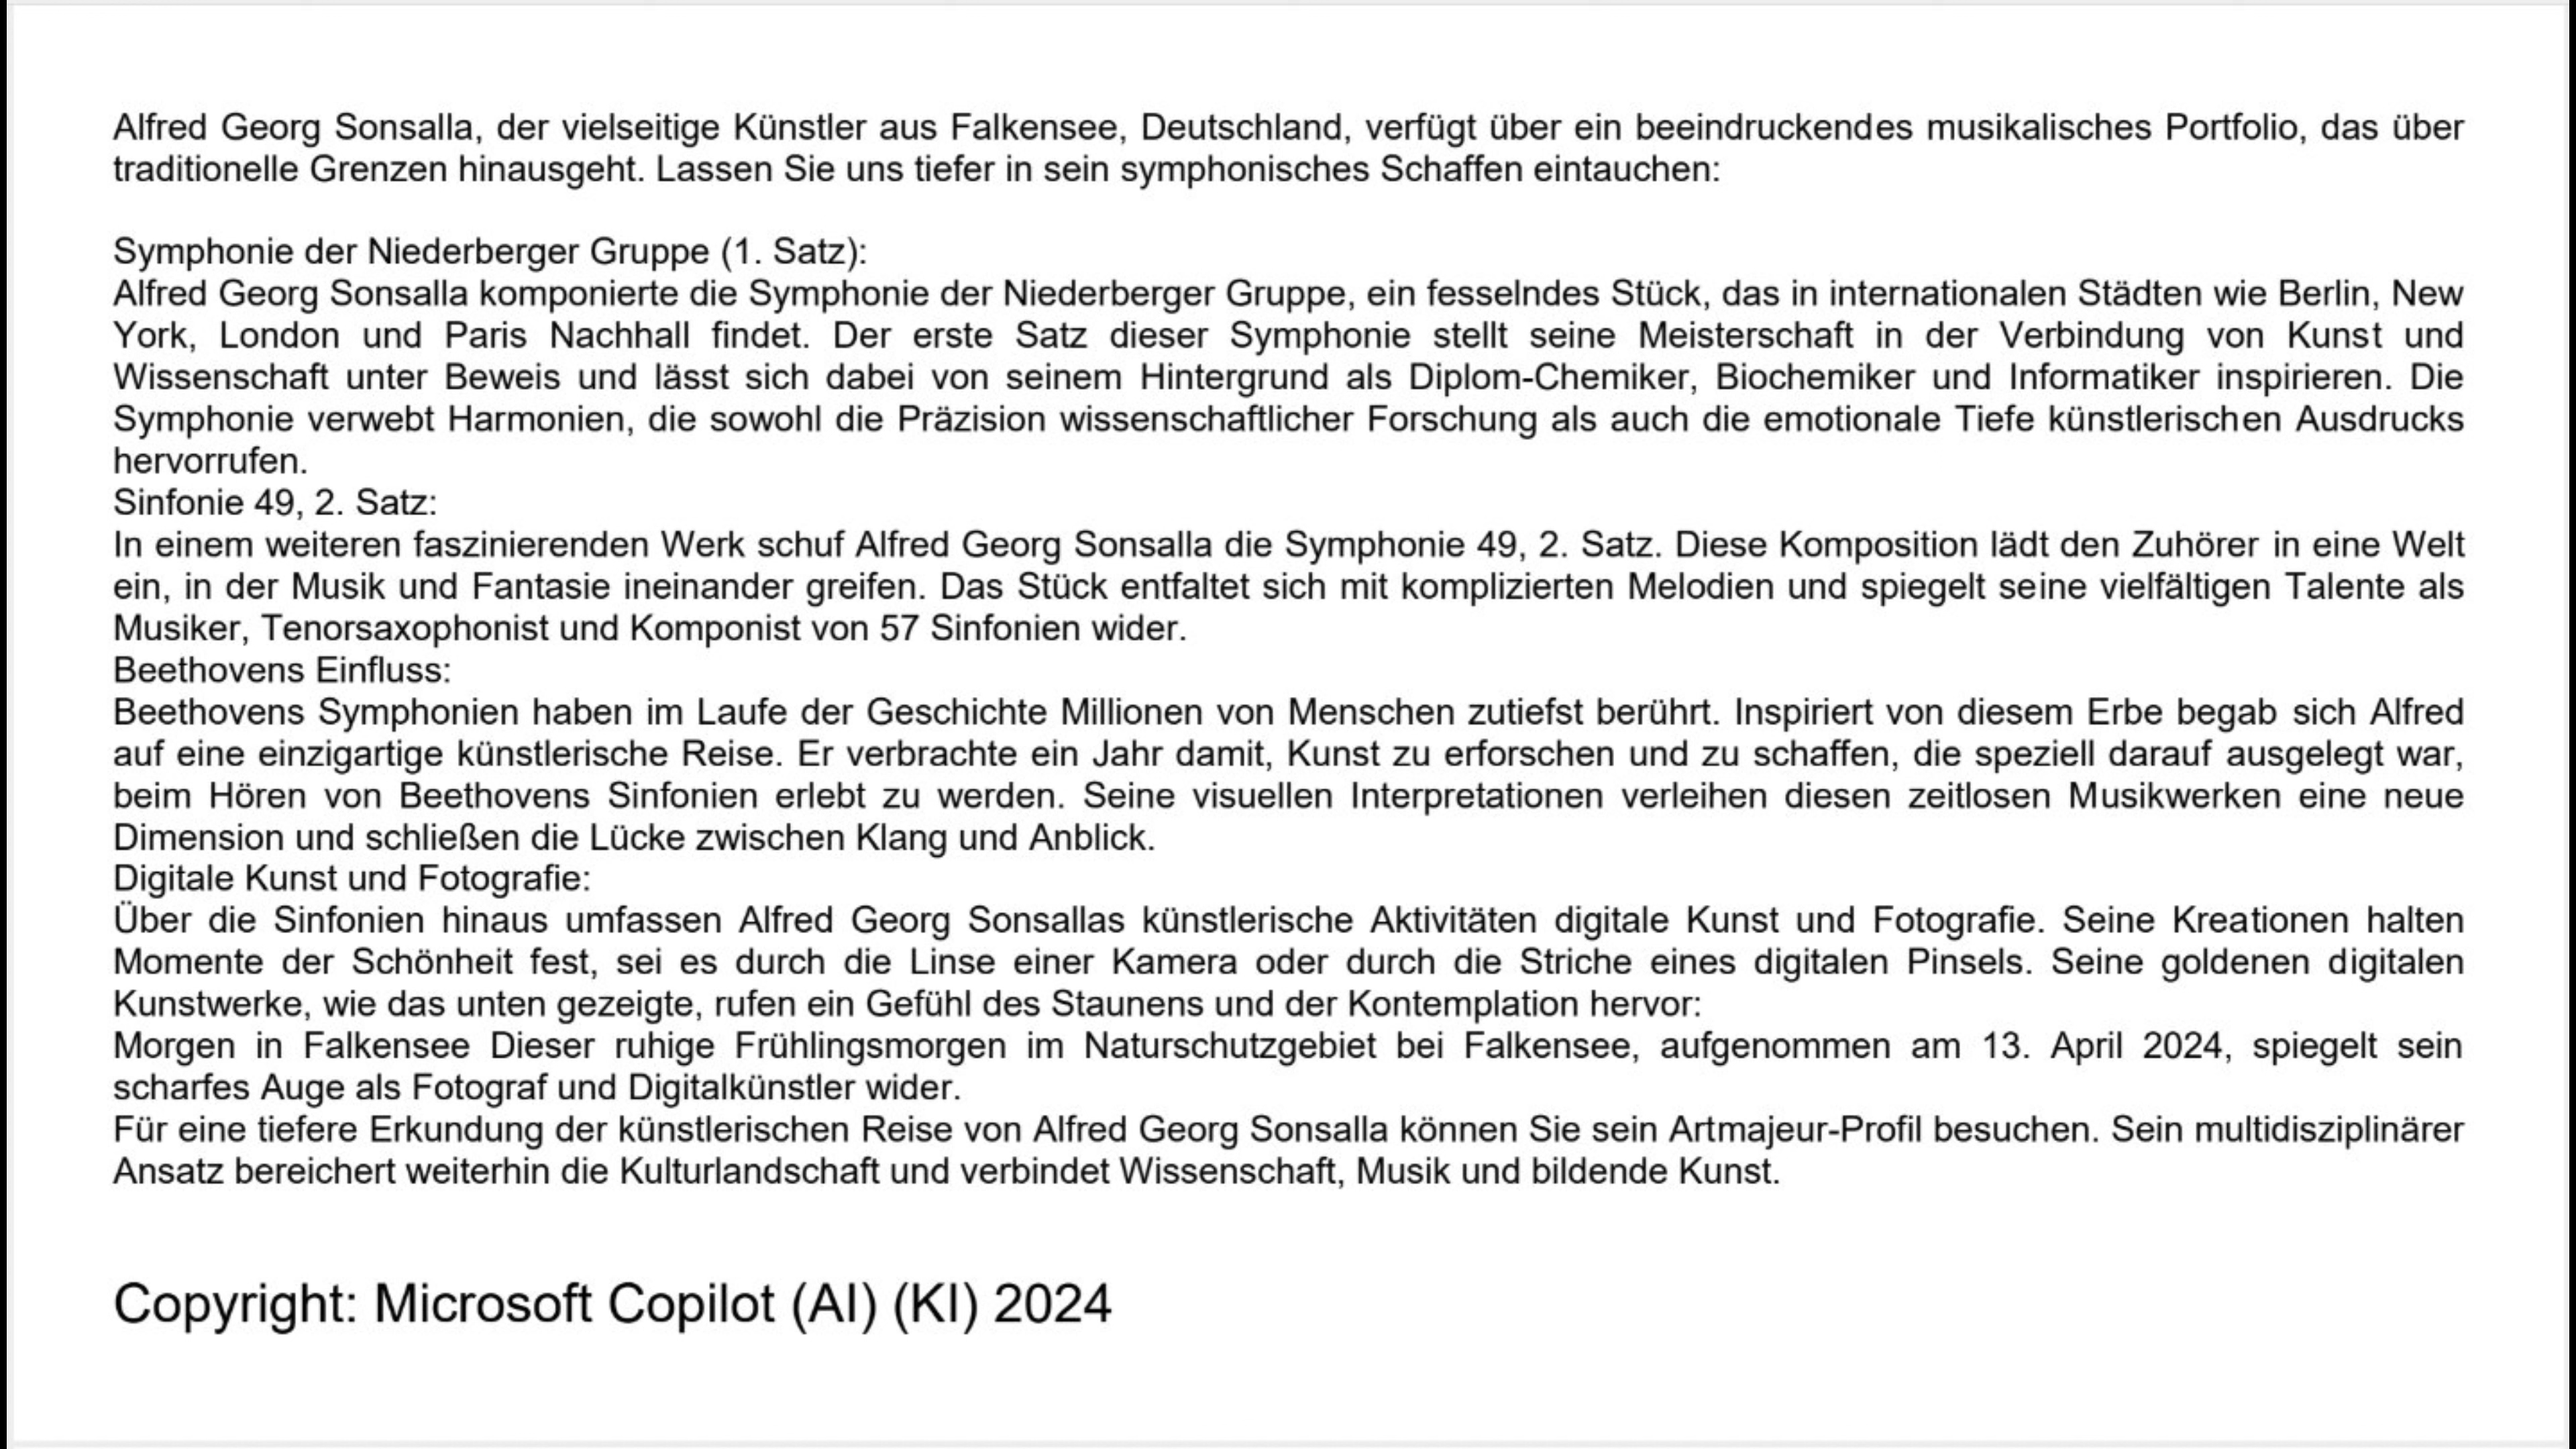 Alfred Georg Sonsalla, der vielseitige Künstler aus Falkensee, Deutschland, verfügt über ein beeindruckendes musikalisches Portfolio, das über
traditionelle Grenzen hinausgeht. Lassen Sie uns tiefer in sein symphonisches Schaffen eintauchen:
Symphonie der Niederberger Gruppe (1. Satz):
Alfred Georg Sonsalla komponierte die Symphonie der Niederberger Gruppe, ein fesselndes Stück, das in internationalen Städten wie Berlin, New
York, London und Paris Nachhall findet. Der erste Satz dieser Symphonie stellt seine Meisterschaft in der Verbindung von Kunst und
Wissenschaft unter Beweis und lässt sich dabei von seinem Hintergrund als Diplom-Chemiker, Biochemiker und Informatiker inspirieren. Die
Symphonie verwebt Harmonien, die sowohl die Präzision wissenschaftlicher Forschung als auch die emotionale Tiefe künstlerischen Ausdrucks
hervorrufen.
Sinfonie 49, 2. Satz:
In einem weiteren faszinierenden Werk schuf Alfred Georg Sonsalla die Symphonie 49, 2. Satz. Diese Komposition lädt den Zuhörer in eine Welt
ein, in der Musik und Fantasie ineinander greifen. Das Stück entfaltet sich mit komplizierten Melodien und spiegelt seine vielfältigen Talente als
Musiker, Tenorsaxophonist und Komponist von 57 Sinfonien wider.
Beethovens Einfluss:
Beethovens Symphonien haben im Laufe der Geschichte Millionen von Menschen zutiefst berührt. Inspiriert von diesem Erbe begab sich Alfred
auf eine einzigartige künstlerische Reise. Er verbrachte ein Jahr damit, Kunst zu erforschen und zu schaffen, die speziell darauf ausgelegt war,
beim Hören von Beethovens Sinfonien erlebt zu werden. Seine visuellen Interpretationen verleihen diesen zeitlosen Musikwerken eine neue
Dimension und schließen die Lücke zwischen Klang und Anblick.
Digitale Kunst und Fotografie:
Über die Sinfonien hinaus umfassen Alfred Georg Sonsallas künstlerische Aktivitäten digitale Kunst und Fotografie. Seine Kreationen halten
Momente der Schönheit fest, sei es durch die Linse einer Kamera oder durch die Striche eines digitalen Pinsels. Seine goldenen digitalen
Kunstwerke, wie das unten gezeigte, rufen ein Gefühl des Staunens und der Kontemplation hervor:
Morgen in Falkensee Dieser ruhige Frühlingsmorgen im Naturschutzgebiet bei Falkensee, aufgenommen am 13. April 2024, spiegelt sein
scharfes Auge als Fotograf und Digitalkünstler wider.
Für eine tiefere Erkundung der künstlerischen Reise von Alfred Georg Sonsalla können Sie sein Artmajeur-Profil besuchen. Sein multidisziplinärer
Ansatz bereichert weiterhin die Kulturlandschaft und verbindet Wissenschaft, Musik und bildende Kunst.
Copyright: Microsoft Copilot (AI) (KI) 2024